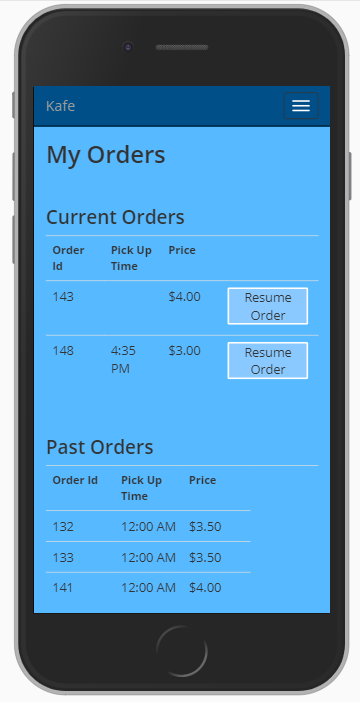 Kafe
My Orders
Current Orders
Order Id Pick Up Time Price
143 $4.00 Resume Order
148 4:35 PM $3.00 Resume Order
Past Orders
Order Id Pick Up Time Price
132 12:00 AM $3.50
133 12:00 AM $3.50
141 12:00 AM $4.00